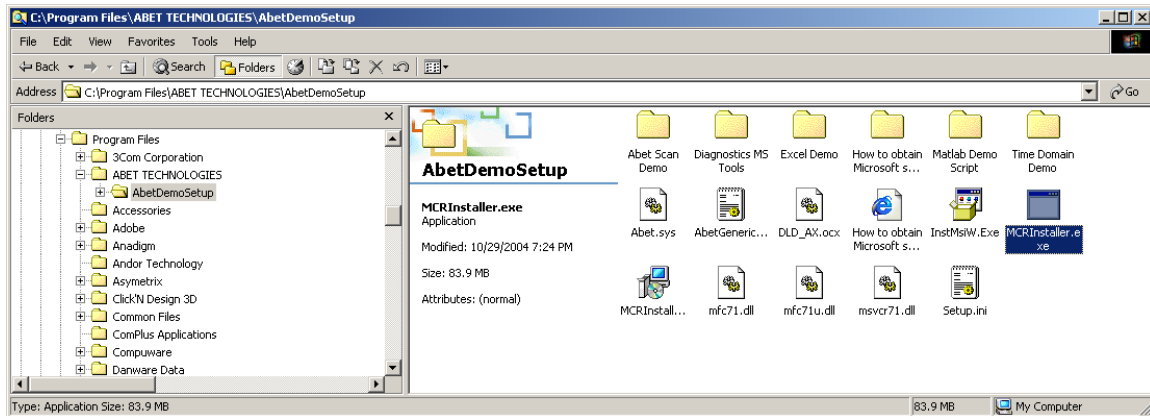 C:\Program Files\ABET TECHNOLOGIES\AbetDemoSetup
File Edit View Favorites Tools Help
Back Search Folders
Address C:\Program Files\ABET TECHNOLOGIES\AbetDemoSetup Go
Folders
Program Files
3Com Corporation
ABET TECHNOLOGIES
AbetDemoSetup
Accessories
Adobe
Anadigm
Andor Technology
Asymetrix
Click'N Design 3D
Common Files
ComPlus Applications
Compuware
Danware Data
AbetDemoSetup
MCRInstaller.exe
Application
Modified: 10/29/2004 7:24 PM
Size: 83.9 MB
Attributes: (normal)
Abet Scan Diagnostics MS Excel Demo How to obtain Matlab Demo Time Domain
Demo Tools Microsoft s... Script Demo
Abet.sys AbetGeneric... DLD_AX.ocx How to obtain InstMsiW.Exe MCRInstaller.e
Microsoft s... xe
MCRInstall... mfc71.dll mfc71u.dll msvcr71.dll Setup.ini
Type: Application Size: 83.9 MB 83.9 MB My Computer